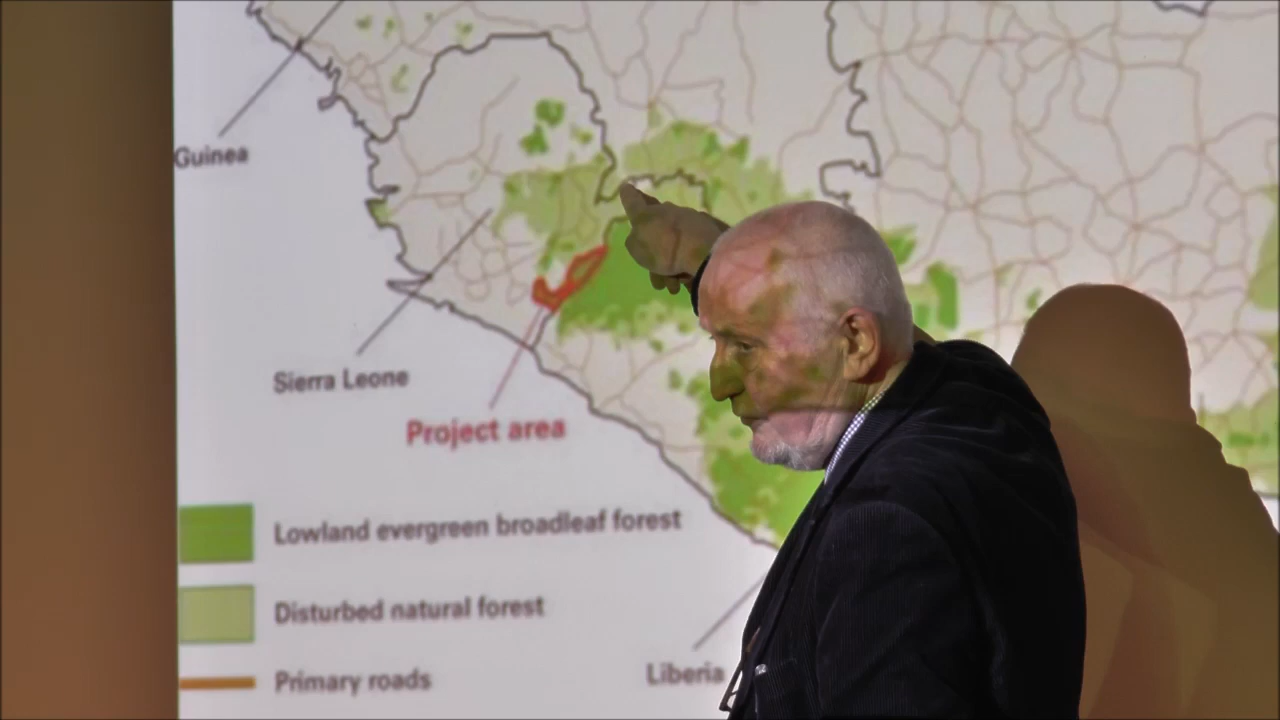 Guinea
Sierra Leone
Project area
Lowland evergreen broadleaf forest
Disturbed natural forest
Primary roads
Liberia